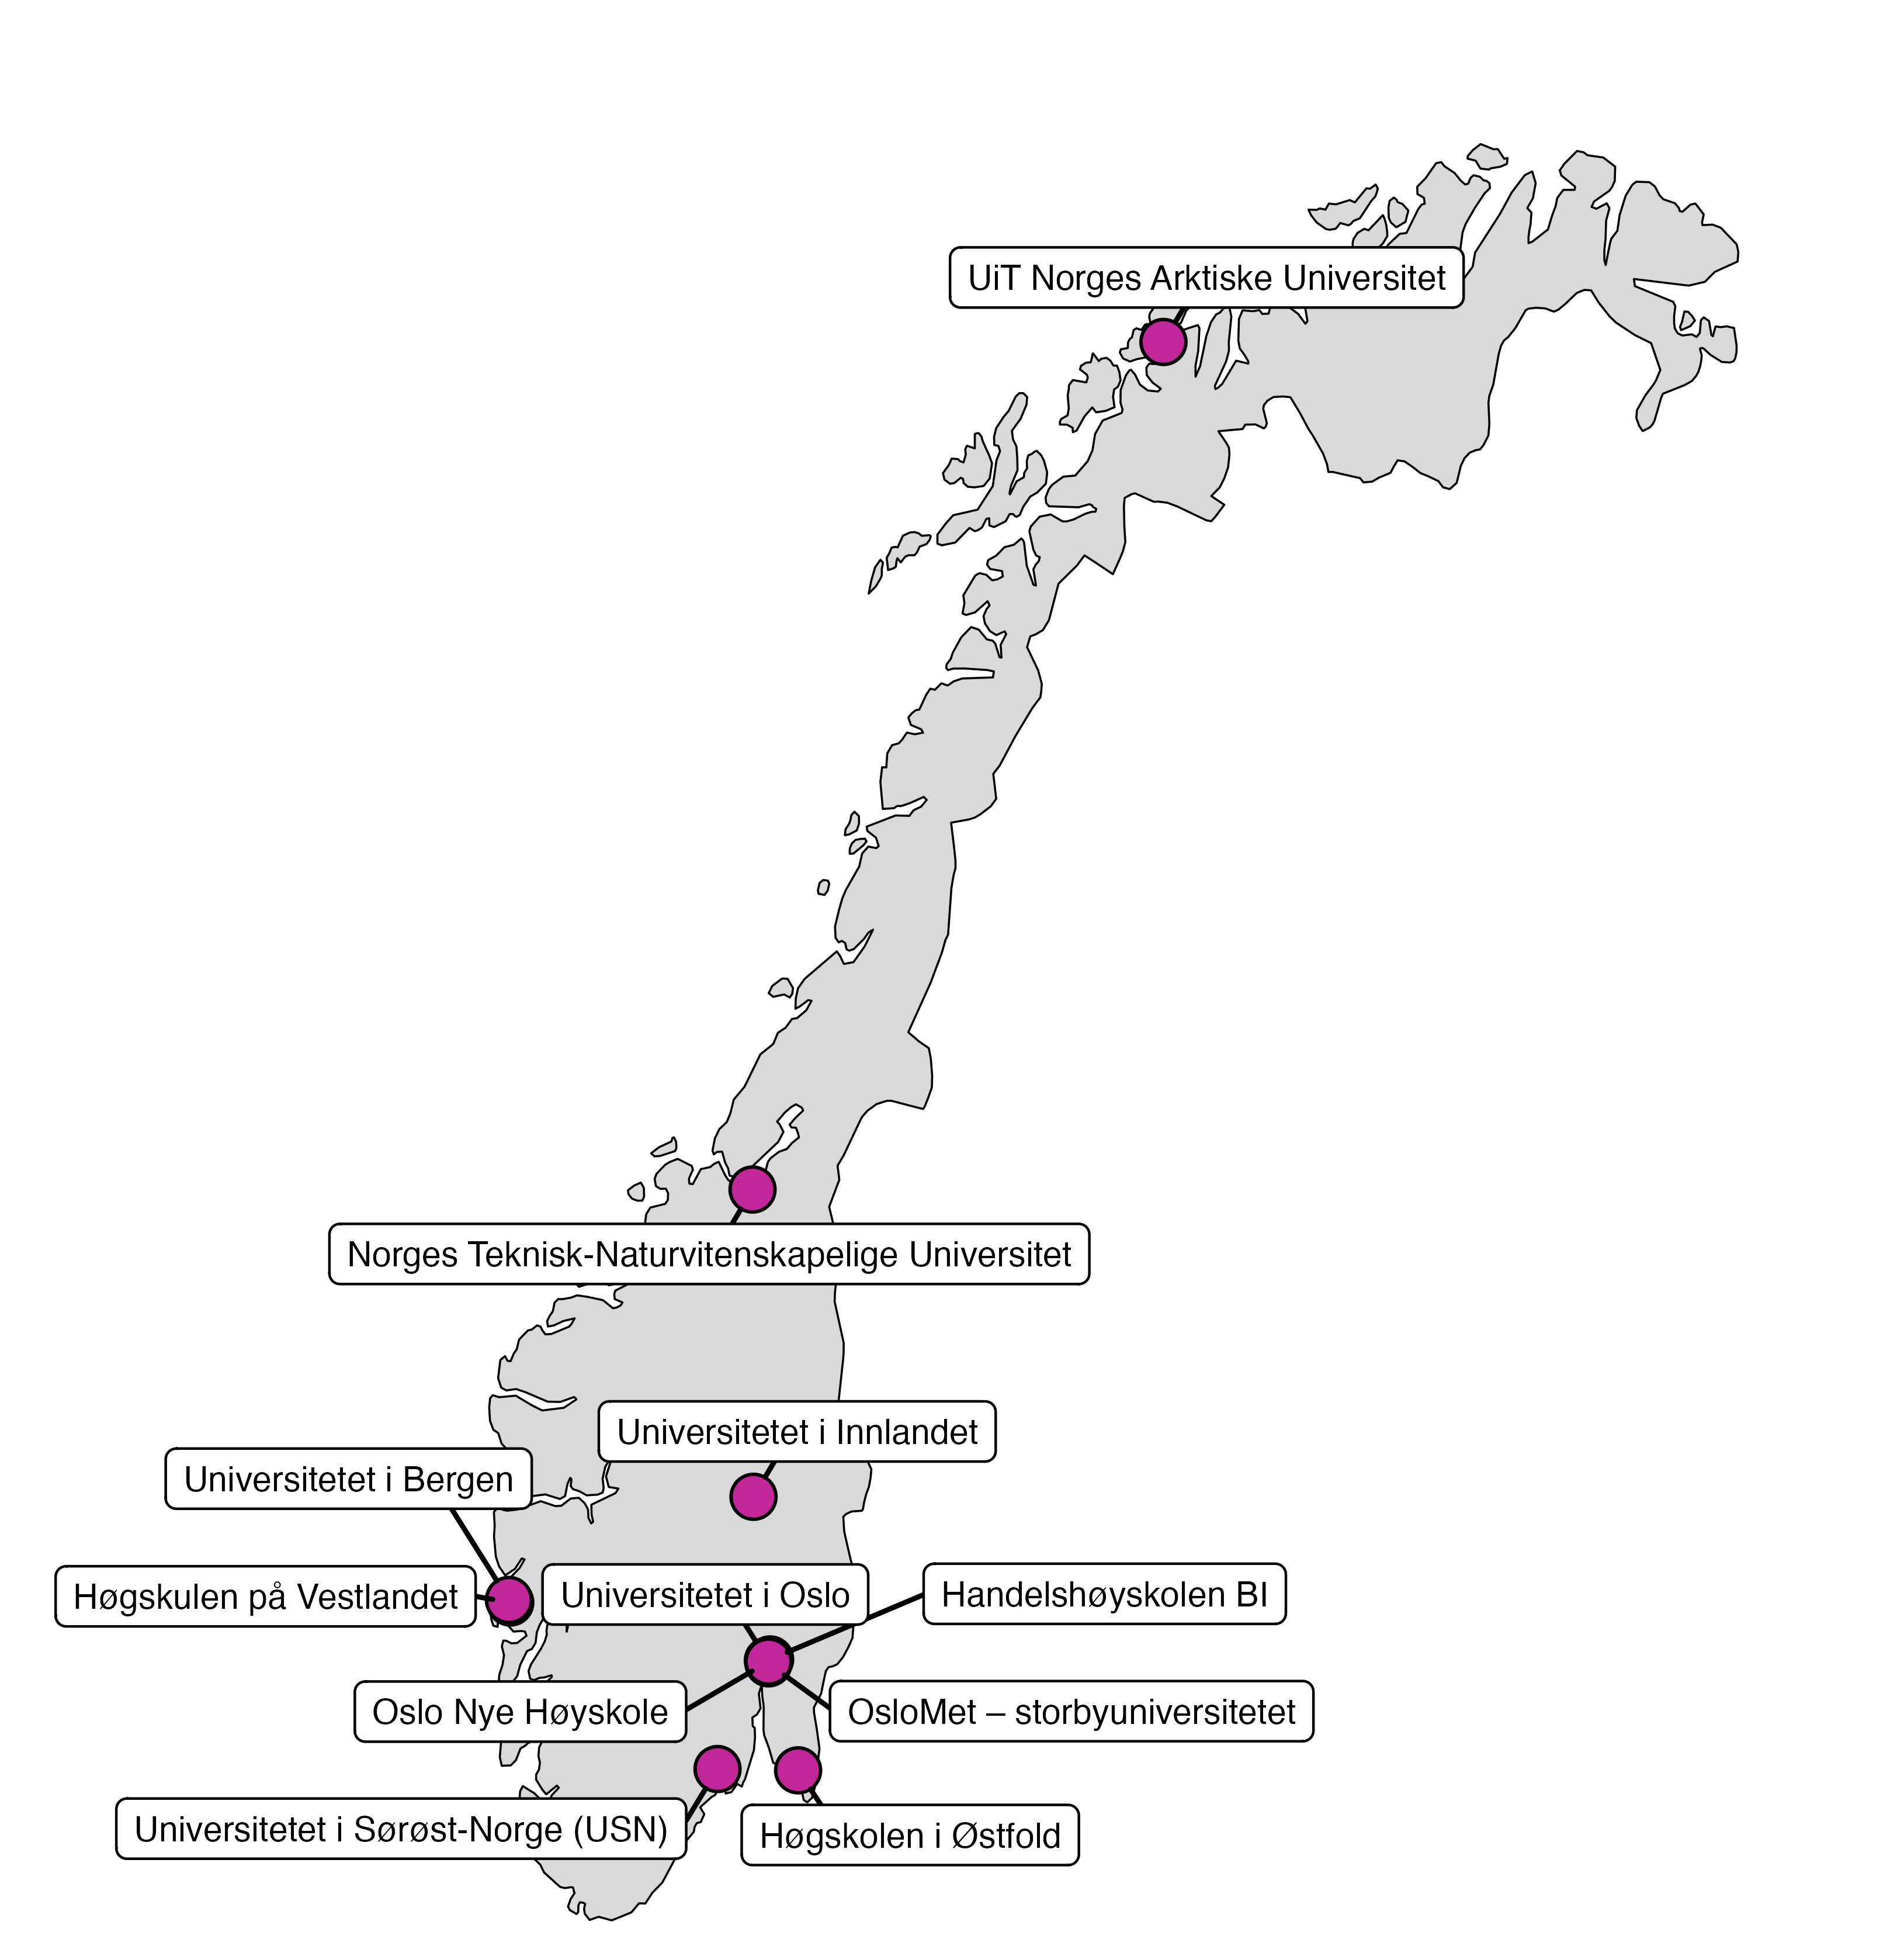 UiT Norges Arktiske Universitet
Norges Teknisk-Naturvitenskapelige Universitet
Universitetet i Innlandet
Universitetet i Bergen
Høgskulen på Vestlandet
Universitetet i Oslo
Handelshøyskolen BI
Oslo Nye Høyskole
OsloMet – storbyuniversitetet
Universitetet i Sørøst-Norge (USN)
Høgskolen i Østfold